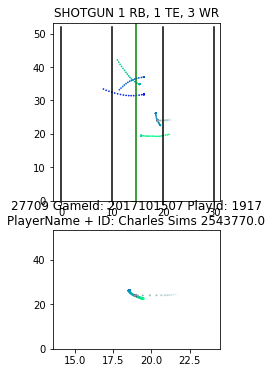 SHOTGUN 1 RB, 1 TE, 3 WR
50
40
30
20
10
0
0 10 20 30
27709 GameId: 2017101507 PlayId: 1917
PlayerName + ID: Charles Sims 2543770.0
40
20
0
15.0 17.5 20.0 22.5